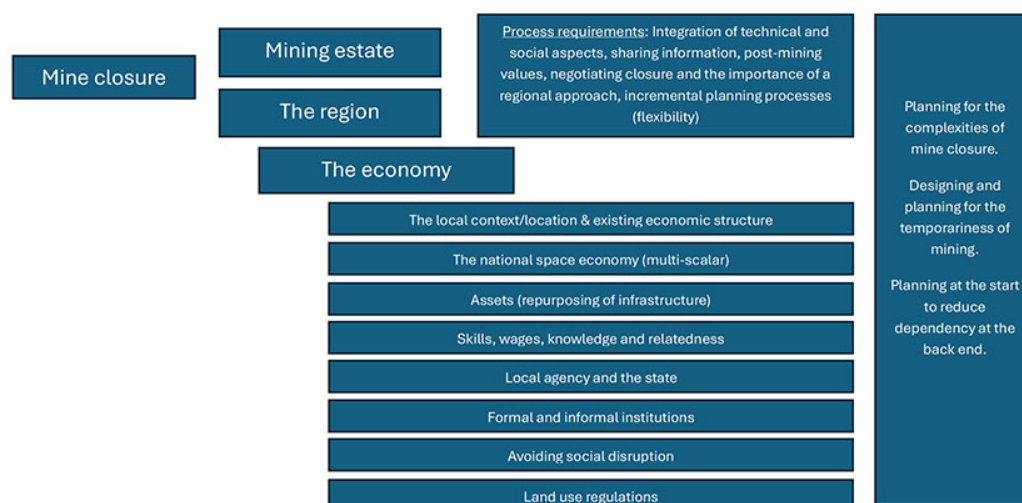 Mine closure
Mining estate
The region
The economy
Process requirements: Integration of technical and
social aspects, sharing information, post-mining
values, negotiating closure and the importance of a
regional approach, incremental planning processes
(flexibility)
The local context/location & existing economic structure
The national space economy (multi-scalar)
Assets (repurposing of infrastructure)
Skills, wages, knowledge and relatedness
Local agency and the state
Formal and informal institutions
Avoiding social disruption
Land use regulations
Planning for the
complexities of
mine closure.
Designing and
planning for the
temporariness of
mining.
Planning at the start
to reduce
dependency at the
back end.